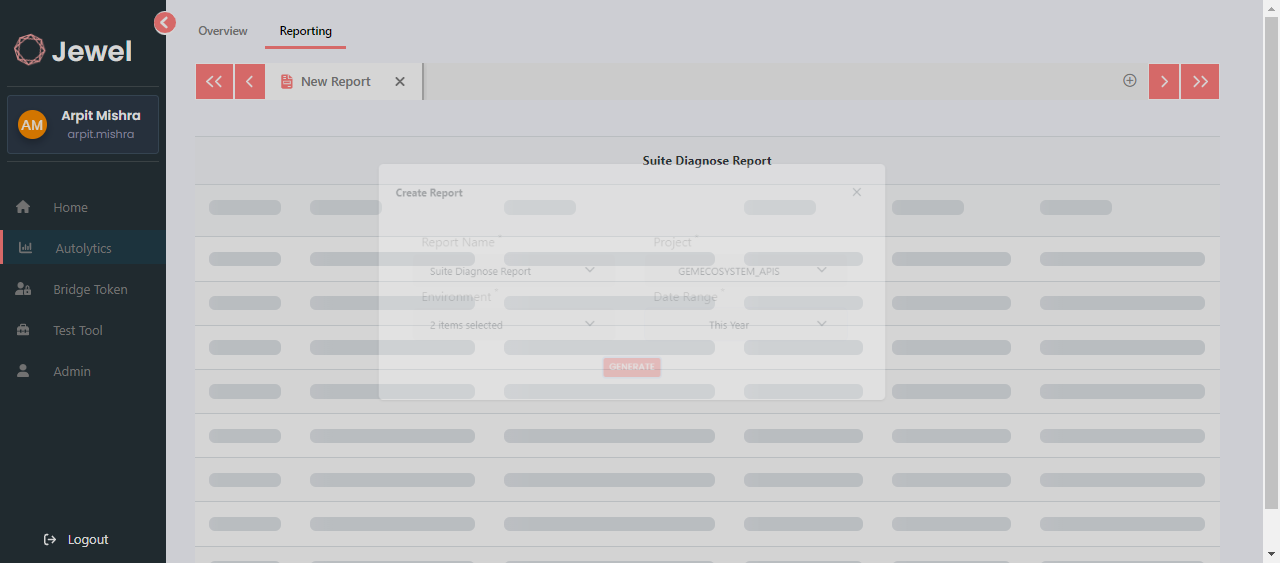 Jewel
AM
Arpit Mishra
arpit.mishra
Home
Autolytics
Bridge Token
Test Tool
Admin
Logout
Overview
Reporting
New Report
Suite Diagnose Report
Create Report
Report Name *
Project *
Suite Diagnose Report
GEMECOSYSTEM_APIS
Environment *
Date Range *
2 items selected
This Year
GENERATE